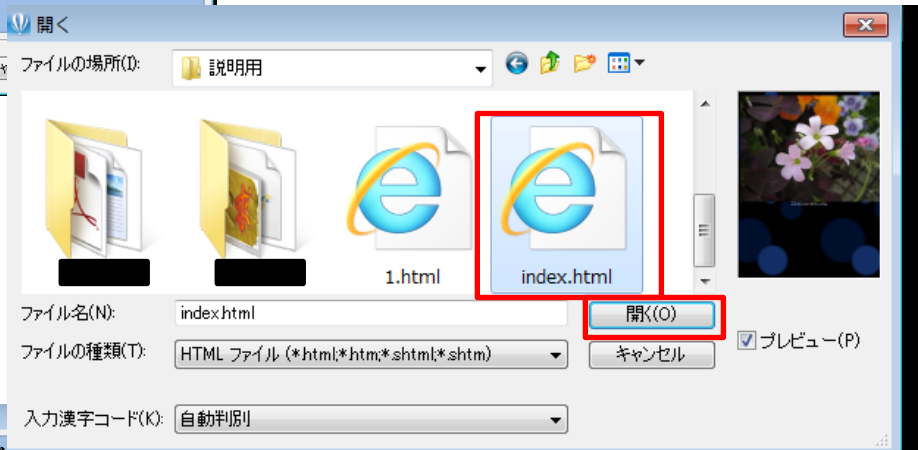 開く
ファイルの場所(I):
説明用
1.html
index.html
ファイル名(N):
index.html
開く(O)
ファイルの種類(T):
HTML ファイル (*.html;*.htm;*.shtml;*.shtm)
キャンセル
プレビュー(P)
入力漢字コード(K):
自動判別